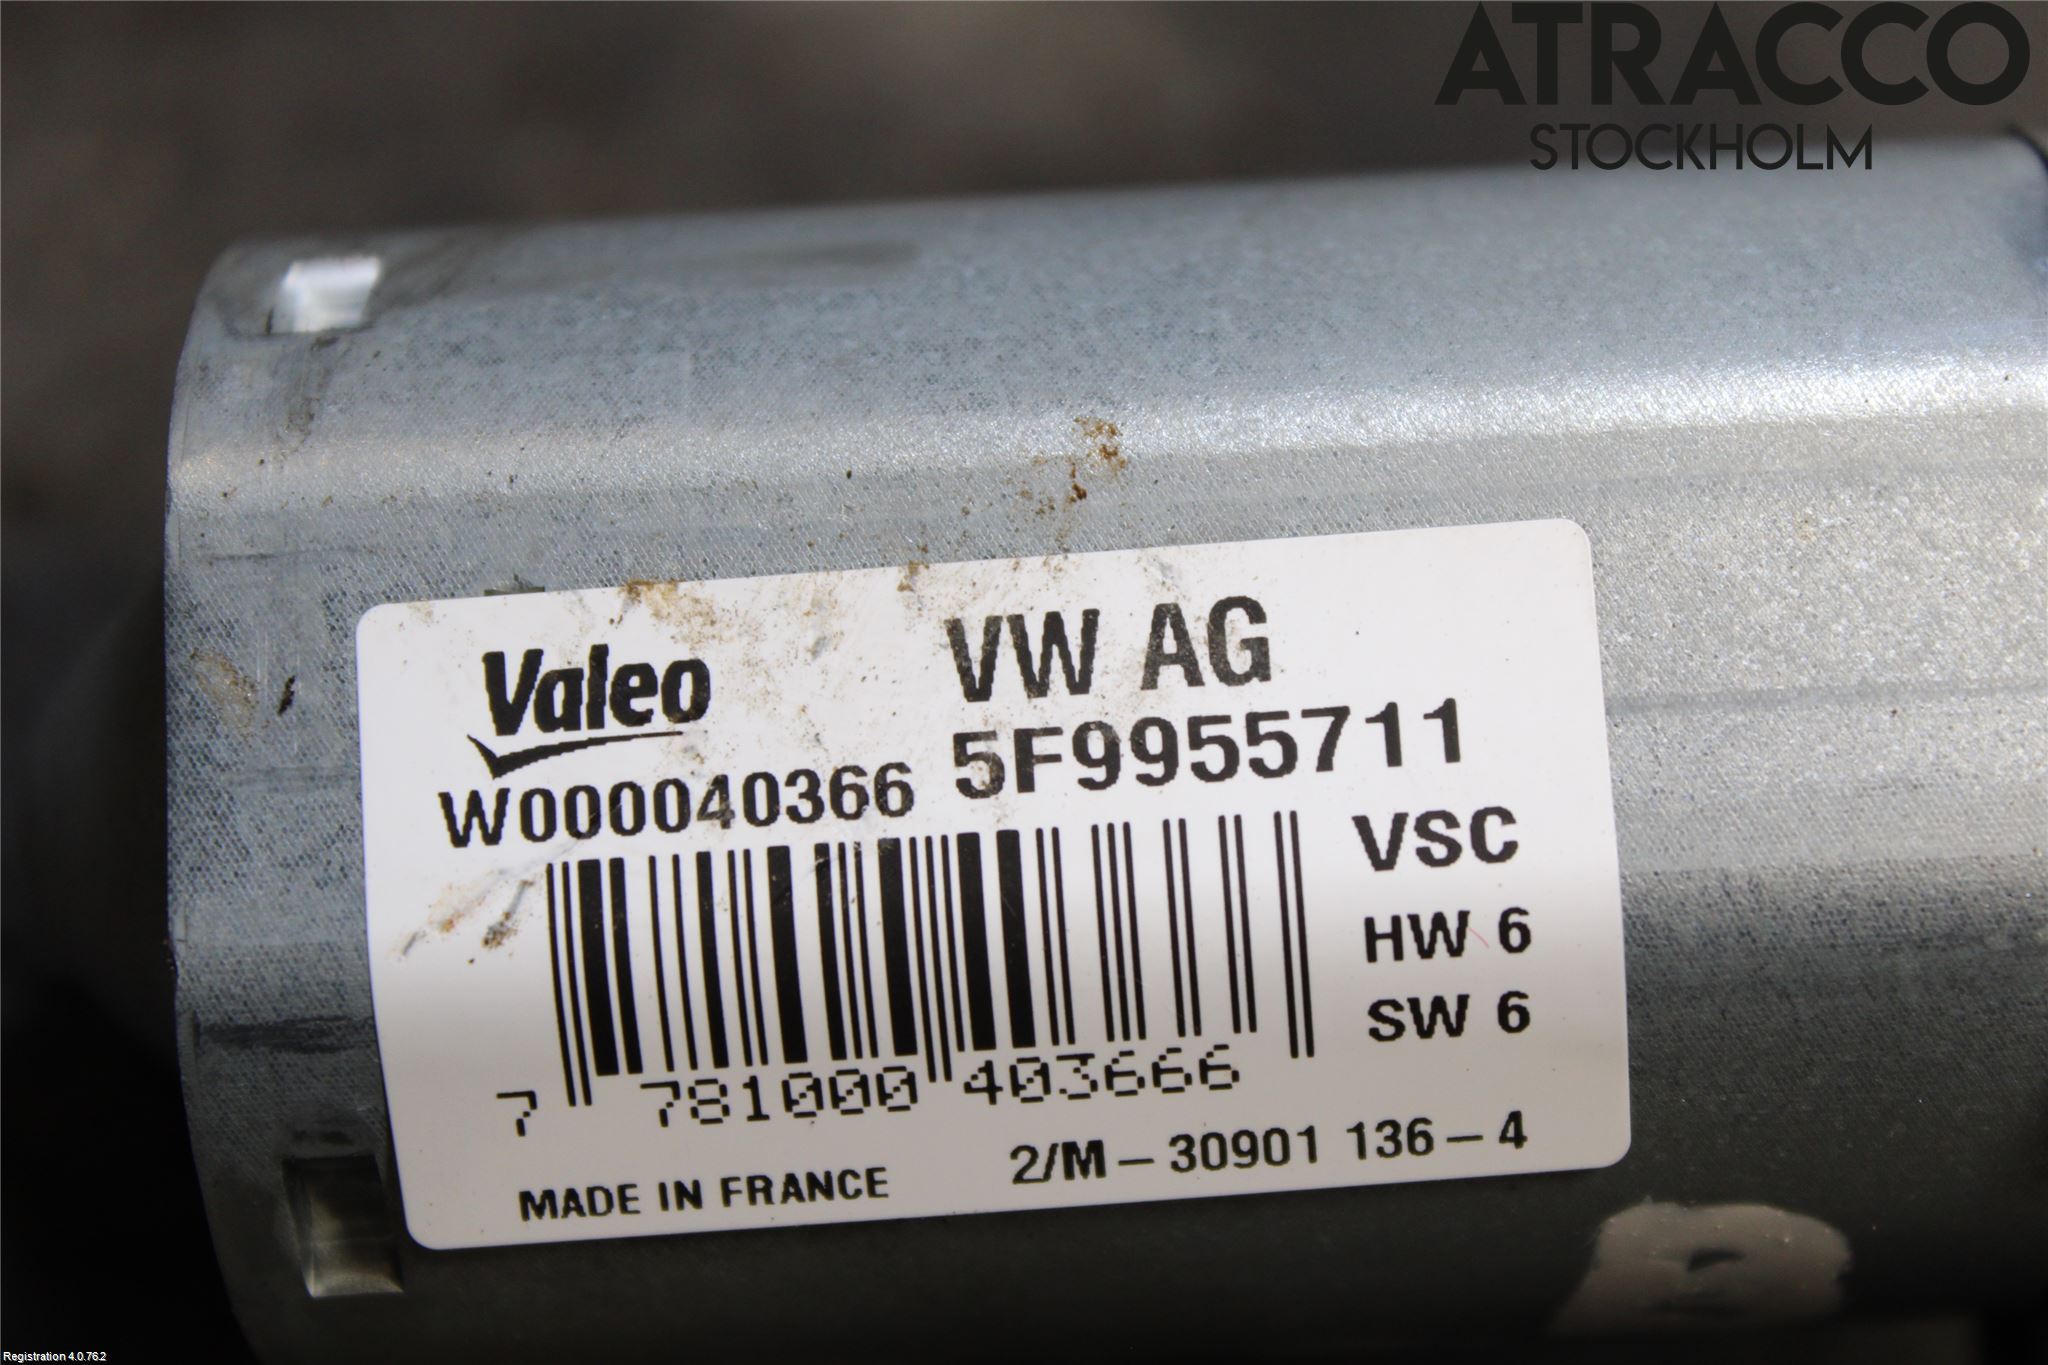 ATRACCO
STOCKHOLM
Valeo
VW AG
W000040366
5F9955711
VSC
HW 6
SW 6
7 781000 403666
2/M – 30901 136 – 4
MADE IN FRANCE
Registration 4.0.76.2